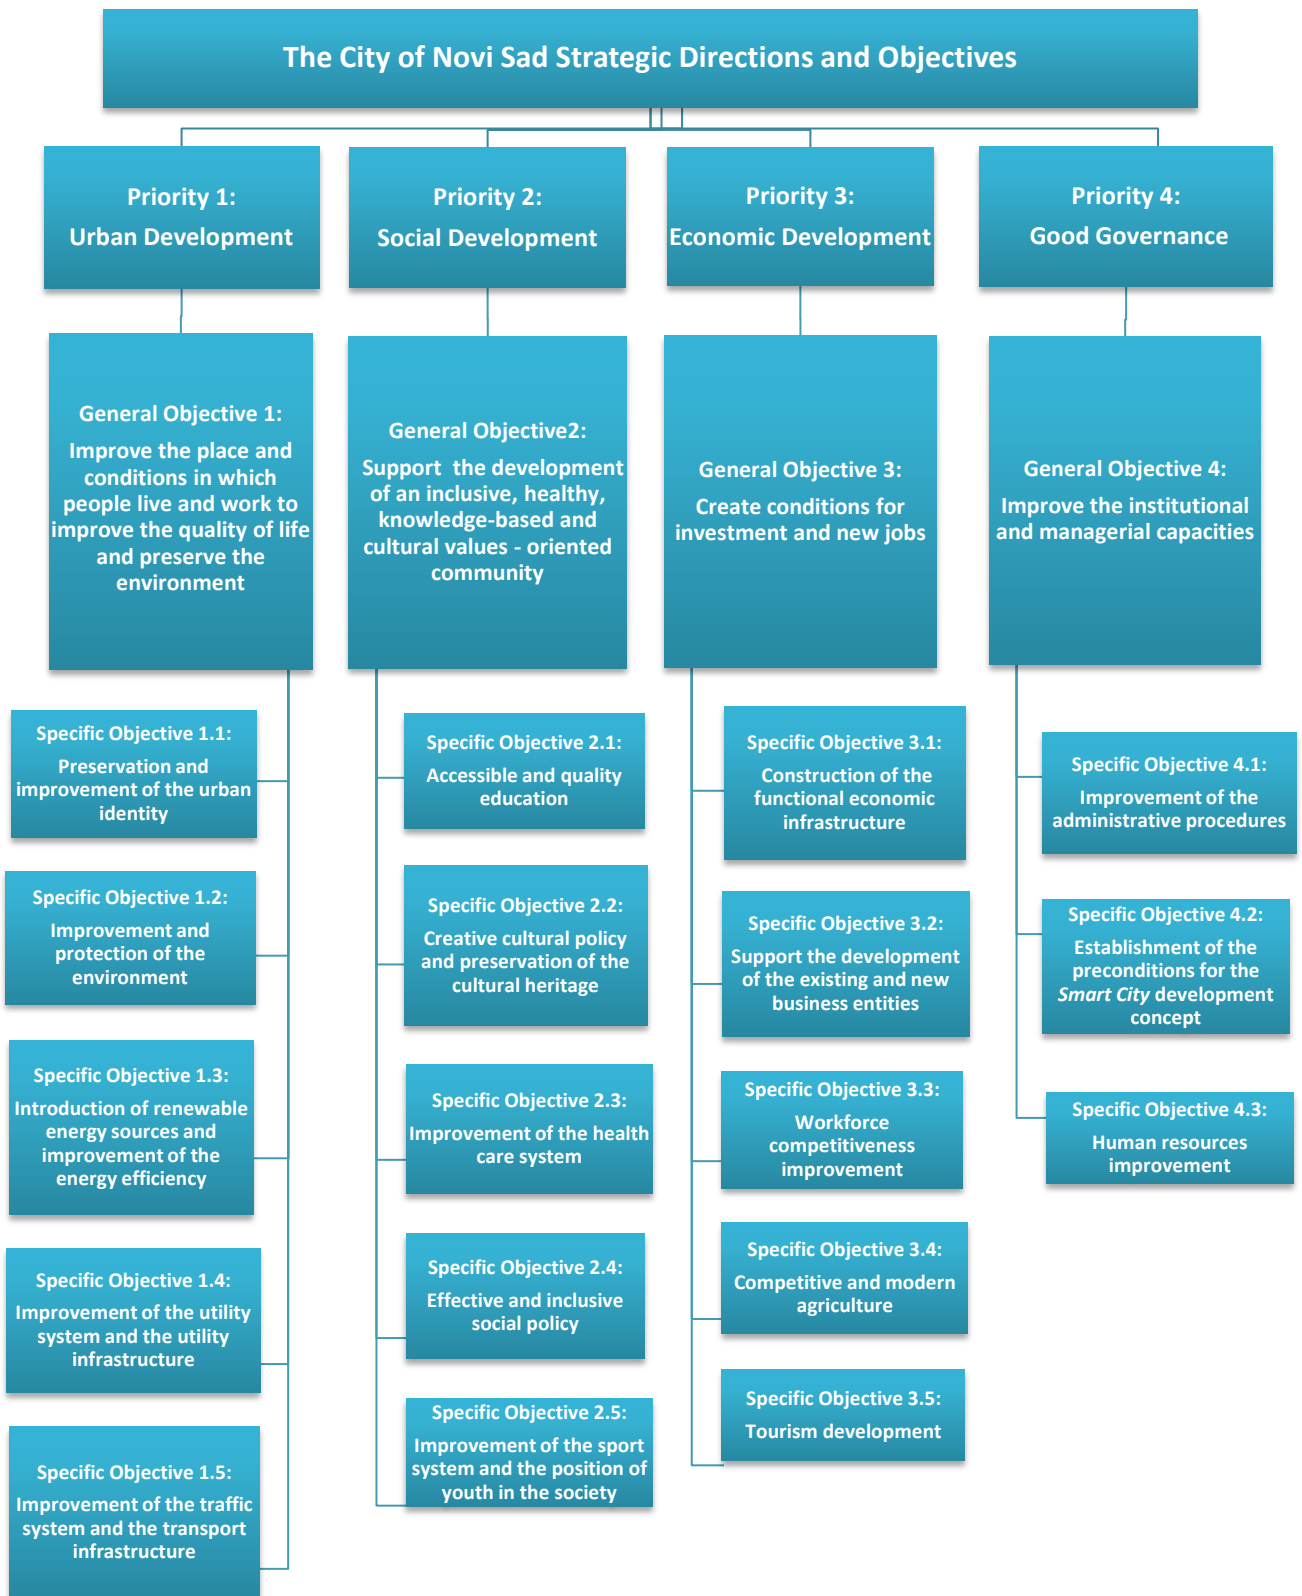 The City of Novi Sad Strategic Directions and Objectives
Priority 1:
Urban Development
Priority 2:
Social Development
Priority 3:
Economic Development
Priority 4:
Good Governance
General Objective 1:
Improve the place and
conditions in which
people live and work to
improve the quality of life
and preserve the
environment
General Objective2:
Support  the development
of an inclusive, healthy,
knowledge-based and
cultural values - oriented
community
General Objective 3:
Create conditions for
investment and new jobs
General Objective 4:
Improve the institutional
and managerial capacities
Specific Objective 1.1:
Preservation and
improvement of the urban
identity
Specific Objective 1.2:
Improvement and
protection of the
environment
Specific Objective 1.3:
Introduction of renewable
energy sources and
improvement of the
energy efficiency
Specific Objective 1.4:
Improvement of the utility
system and the utility
infrastructure
Specific Objective 1.5:
Improvement of the traffic
system and the transport
infrastructure
Specific Objective 2.1:
Accessible and quality
education
Specific Objective 2.2:
Creative cultural policy
and preservation of the
cultural heritage
Specific Objective 2.3:
Improvement of the health
care system
Specific Objective 2.4:
Effective and inclusive
social policy
Specific Objective 2.5:
Improvement of the sport
system and the position of
youth in the society
Specific Objective 3.1:
Construction of the
functional economic
infrastructure
Specific Objective 3.2:
Support the development
of the existing and new
business entities
Specific Objective 3.3:
Workforce
competitiveness
improvement
Specific Objective 3.4:
Competitive and modern
agriculture
Specific Objective 3.5:
Tourism development
Specific Objective 4.1:
Improvement of the
administrative procedures
Specific Objective 4.2:
Establishment of the
preconditions for the
Smart City development
concept
Specific Objective 4.3:
Human resources
improvement